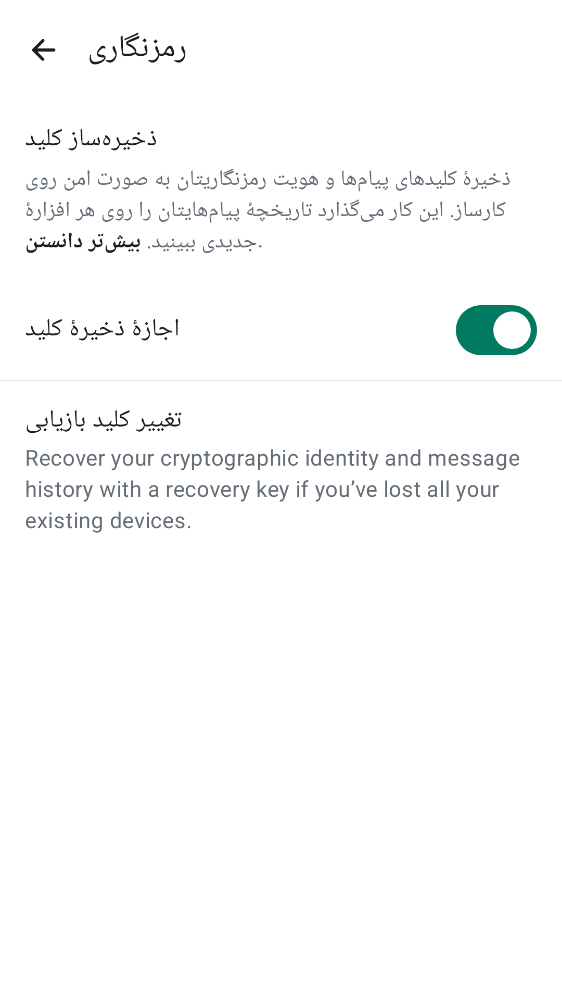 رمزنگاری
ذخیره‌ساز کلید
ذخیرهٔ کلیدهای پیام‌ها و هویت رمزنگاریتان به صورت امن روی
کارساز. این کار می‌گذارد تاریخچهٔ پیام‌هایتان را روی هر افزارهٔ
جدیدی ببینید. بیش‌تر دانستن.
اجازهٔ ذخیرهٔ کلید
تغییر کلید بازیابی
Recover your cryptographic identity and message
history with a recovery key if you’ve lost all your
existing devices.